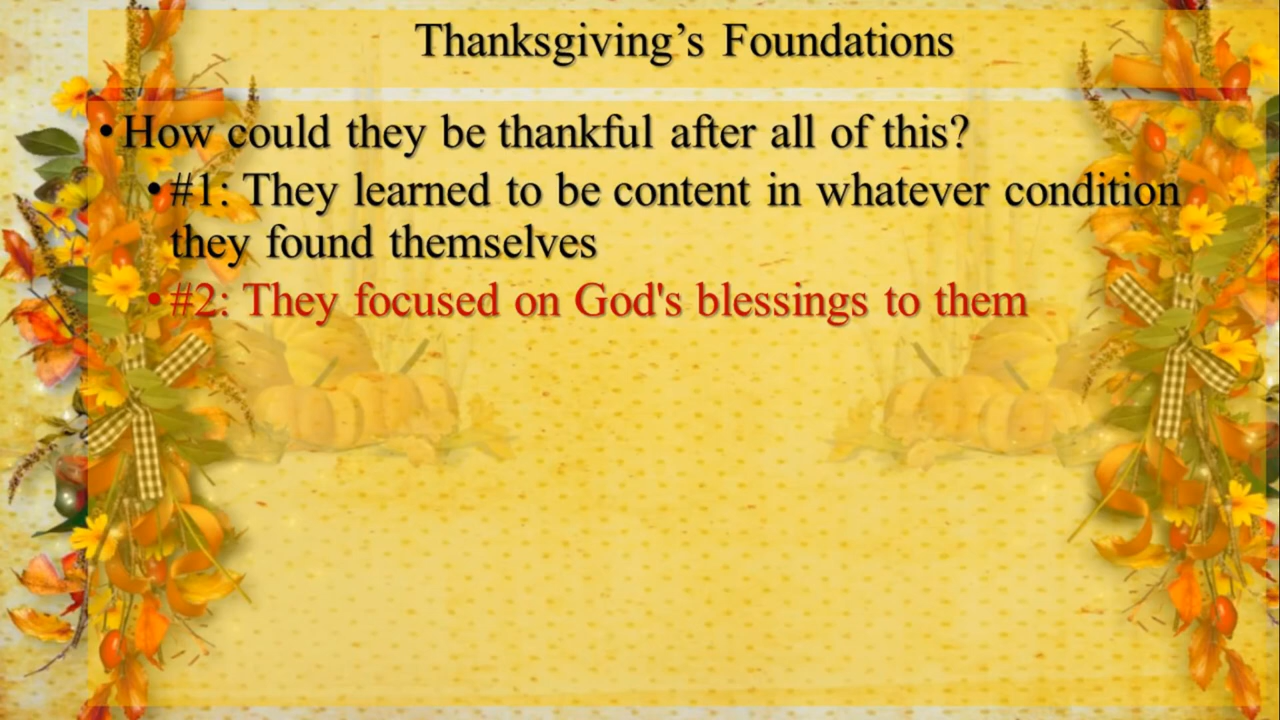 Thanksgiving’s Foundations
• How could they be thankful after all of this?
• #1: They learned to be content in whatever condition
they found themselves
• #2: They focused on God's blessings to them